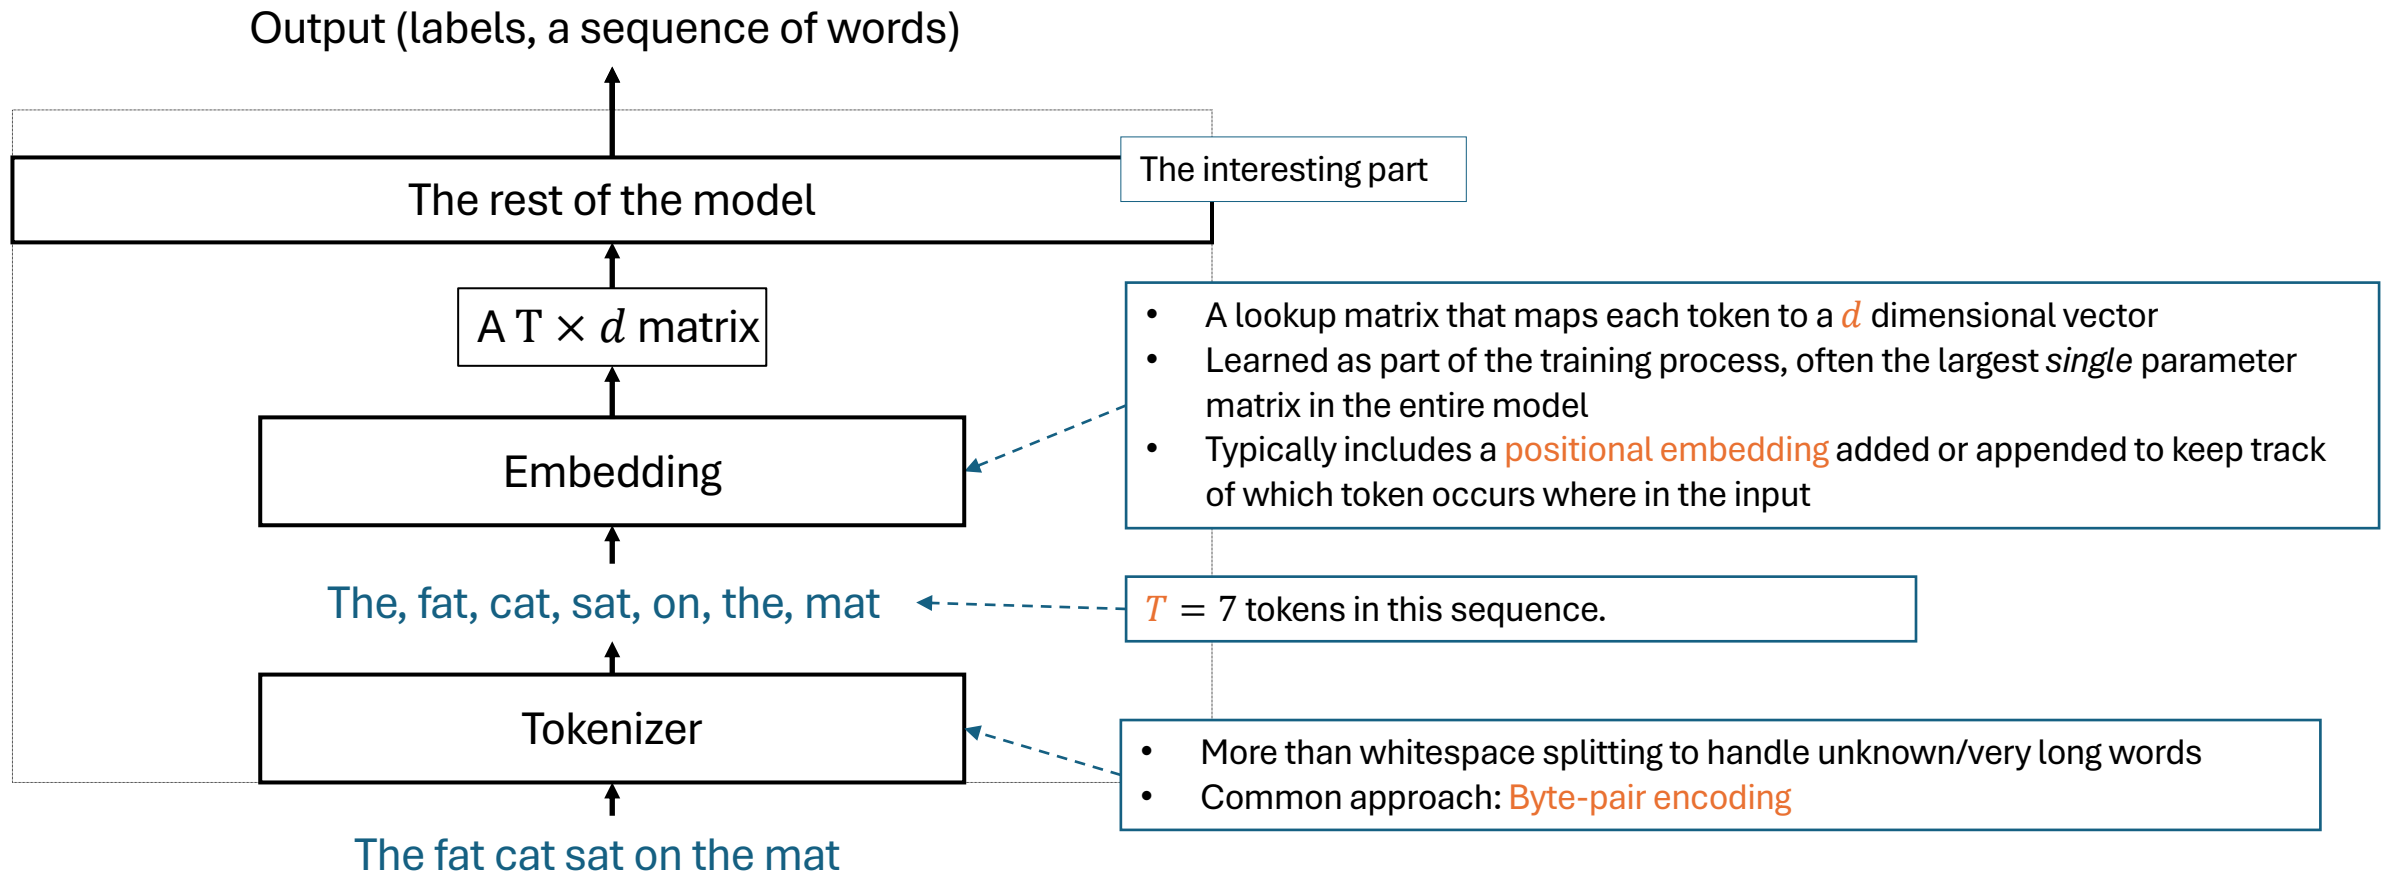 Output (labels, a sequence of words)
The interesting part
The rest of the model
A T × d matrix
• A lookup matrix that maps each token to a d dimensional vector
• Learned as part of the training process, often the largest single parameter
matrix in the entire model
• Typically includes a positional embedding added or appended to keep track
of which token occurs where in the input
Embedding
The, fat, cat, sat, on, the, mat
T = 7 tokens in this sequence.
Tokenizer
• More than whitespace splitting to handle unknown/very long words
• Common approach: Byte-pair encoding
The fat cat sat on the mat